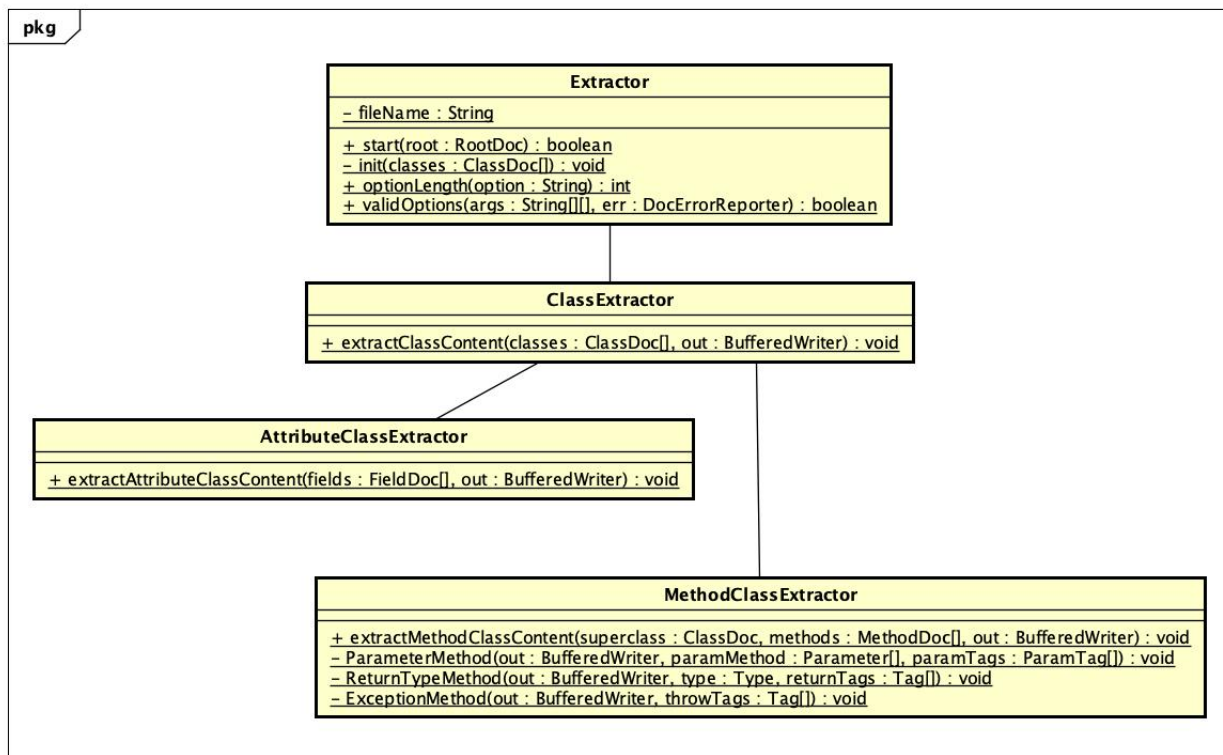 pkg
Extractor
- fileName : String
+ start(root : RootDoc) : boolean
- init(classes : ClassDoc[]) : void
+ optionLength(option : String) : int
+ validOptions(args : String[][], err : DocErrorReporter) : boolean
ClassExtractor
+ extractClassContent(classes : ClassDoc[], out : BufferedWriter) : void
AttributeClassExtractor
+ extractAttributeClassContent(fields : FieldDoc[], out : BufferedWriter) : void
MethodClassExtractor
+ extractMethodClassContent(superclass : ClassDoc, methods : MethodDoc[], out : BufferedWriter) : void
- ParameterMethod(out : BufferedWriter, paramMethod : Parameter[], paramTags : ParamTag[]) : void
- ReturnTypeMethod(out : BufferedWriter, type : Type, returnTags : Tag[]) : void
- ExceptionMethod(out : BufferedWriter, throwTags : Tag[]) : void